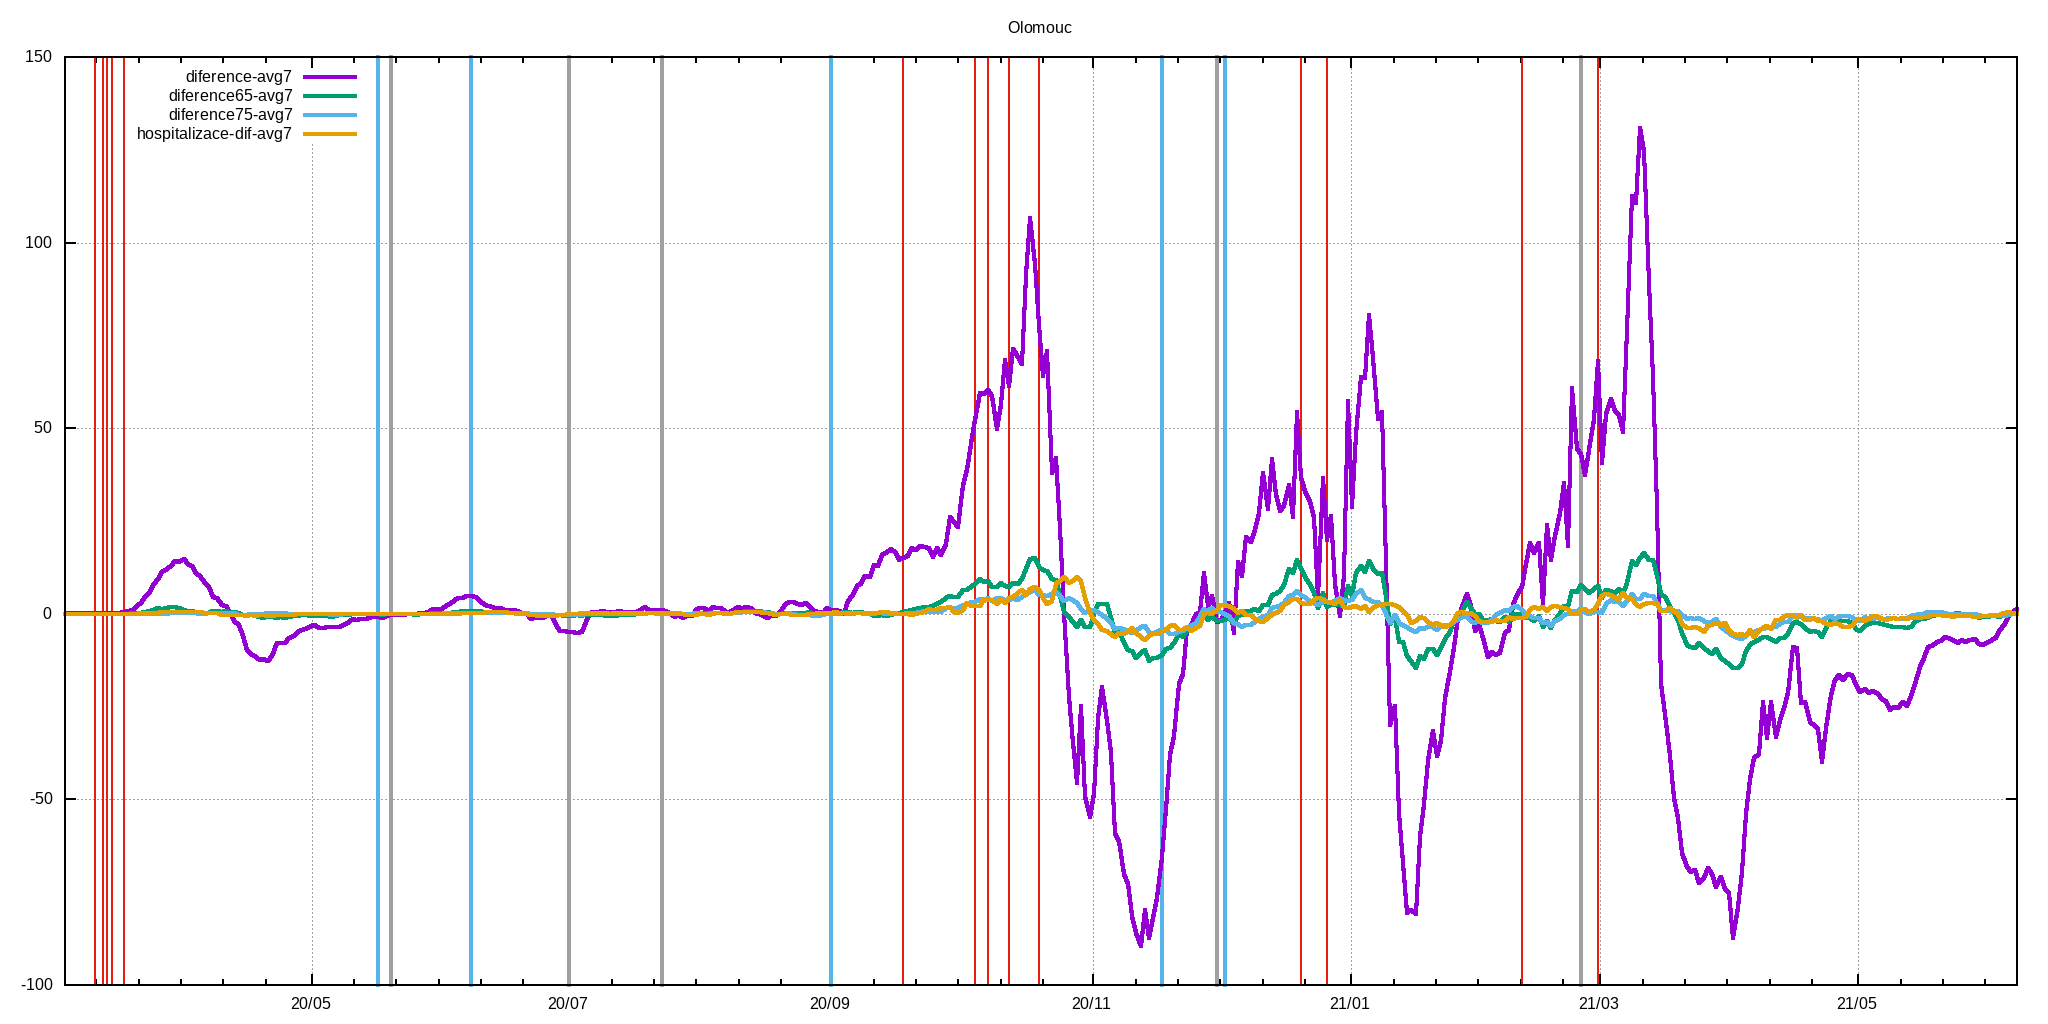 Olomouc
150
diference-avg7
diference65-avg7
diference75-avg7
hospitalizace-dif-avg7
100
50
0
-50
-100
20/05 20/07 20/09 20/11 21/01 21/03 21/05